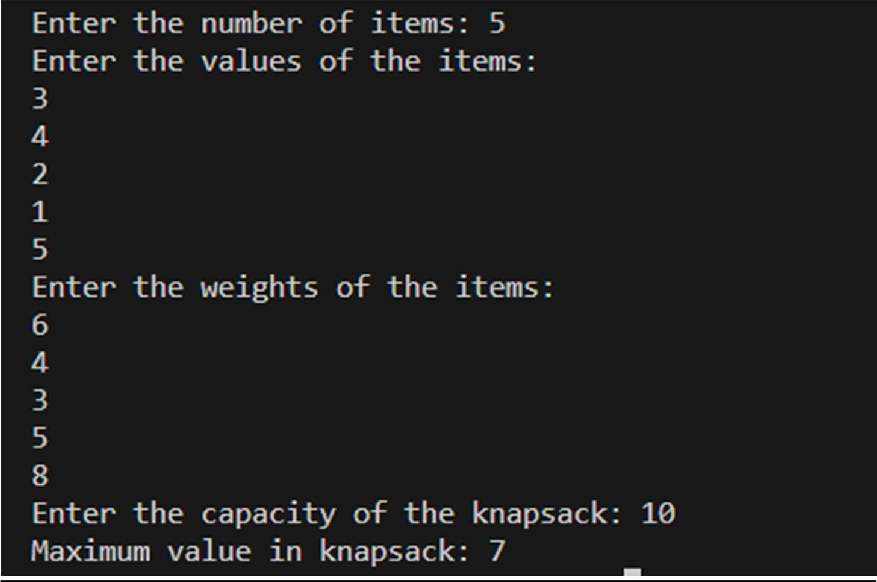 Enter the number of items: 5
Enter the values of the items:
3
4
2
1
5
Enter the weights of the items:
6
4
3
5
8
Enter the capacity of the knapsack: 10
Maximum value in knapsack: 7